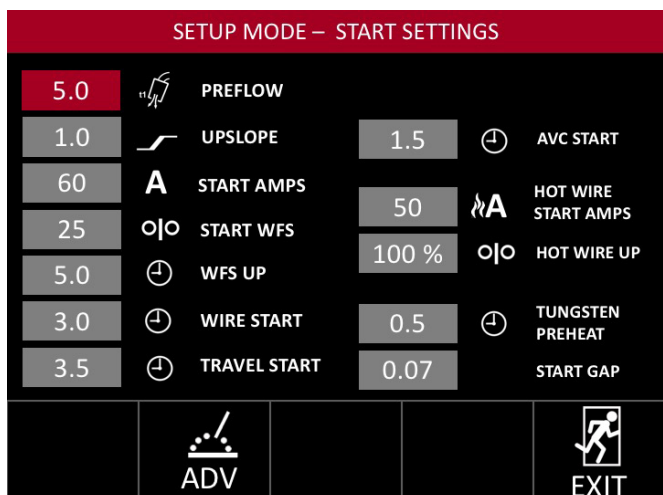 SETUP MODE – START SETTINGS
5.0 PREFLOW
1.0 UPSLOPE
60 A START AMPS
25 START WFS
5.0 WFS UP
3.0 WIRE START
3.5 TRAVEL START
1.5 AVC START
50 A HOT WIRE
START AMPS
100 % HOT WIRE UP
0.5 TUNGSTEN
PREHEAT
0.07 START GAP
ADV
EXIT